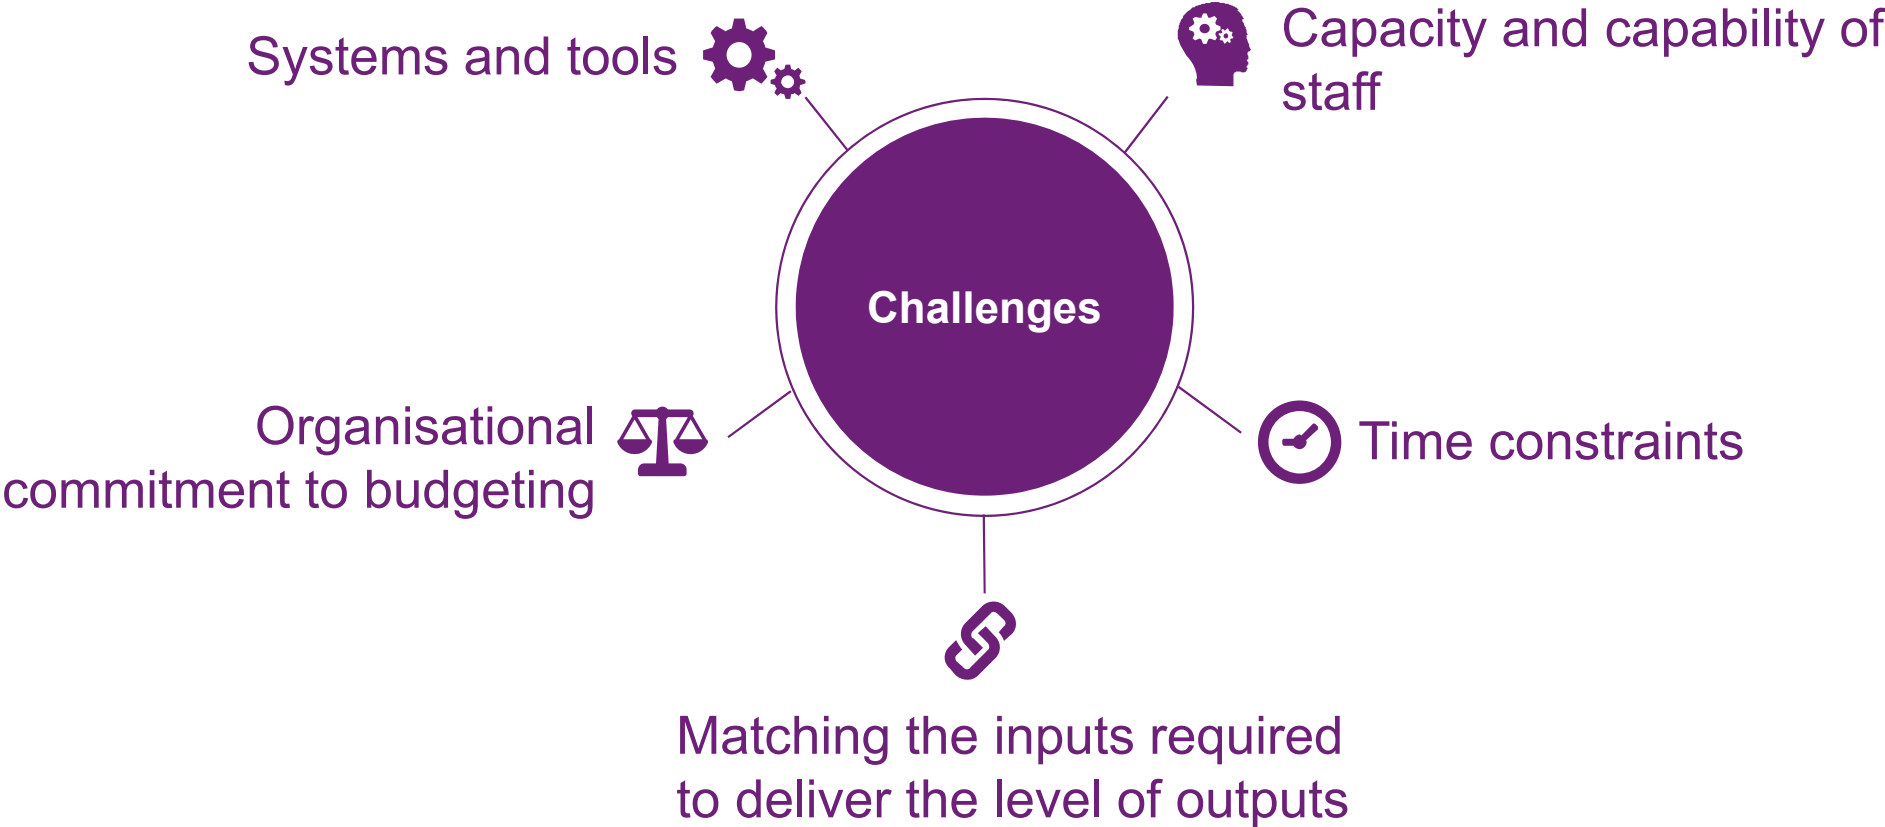 Systems and tools
Capacity and capability of
staff
Challenges
Organisational
commitment to budgeting
Time constraints
Matching the inputs required
to deliver the level of outputs